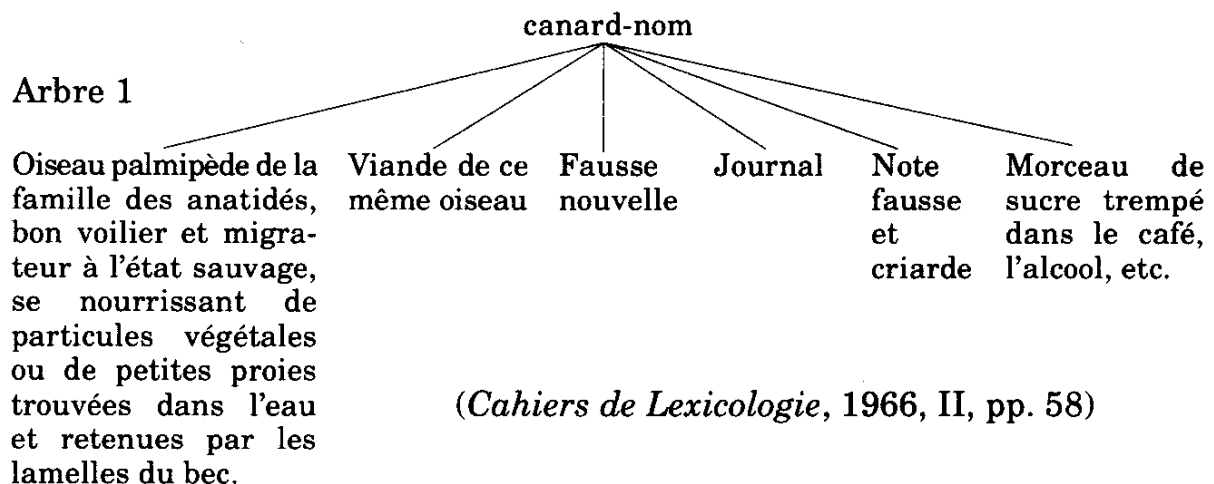 canard-nom
Arbre 1
Oiseau palmipède de la
famille des anatidés,
bon voilier et migra-
teur à l'état sauvage,
se nourrissant de
particules végétales
ou de petites proies
trouvées dans l'eau
et retenues par les
lamelles du bec.
Viande de ce
même oiseau
Fausse
nouvelle
Journal
Note
fausse
et
criarde
Morceau de
sucre trempé
dans le café,
l'alcool, etc.
(Cahiers de Lexicologie, 1966, II, pp. 58)